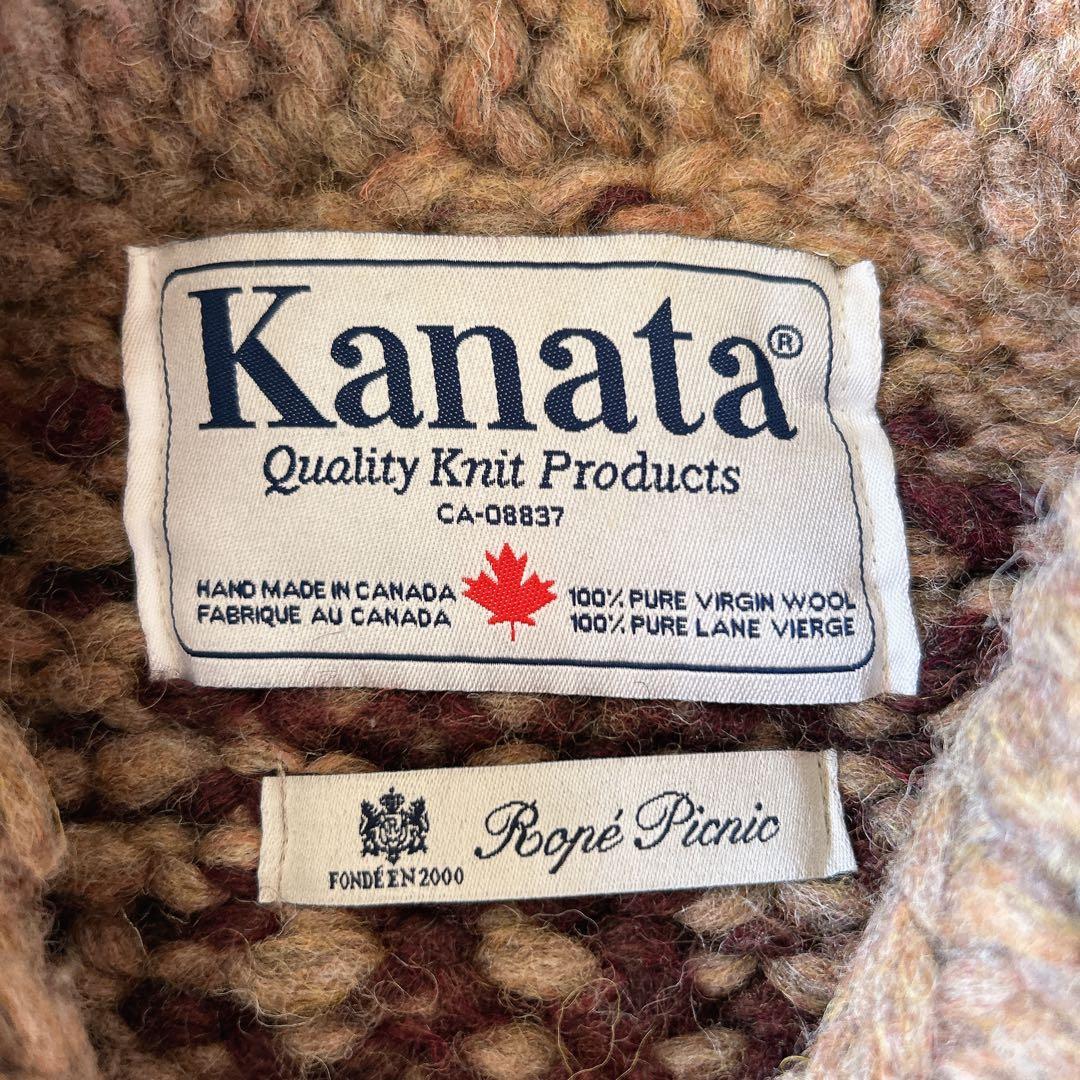 Kanata®
Quality Knit Products
CA-08837
HAND MADE IN CANADA
FABRIQUE AU CANADA
100% PURE VIRGIN WOOL
100% PURE LANE VIERGE
Ropé Picnic
FONDÉ EN 2000